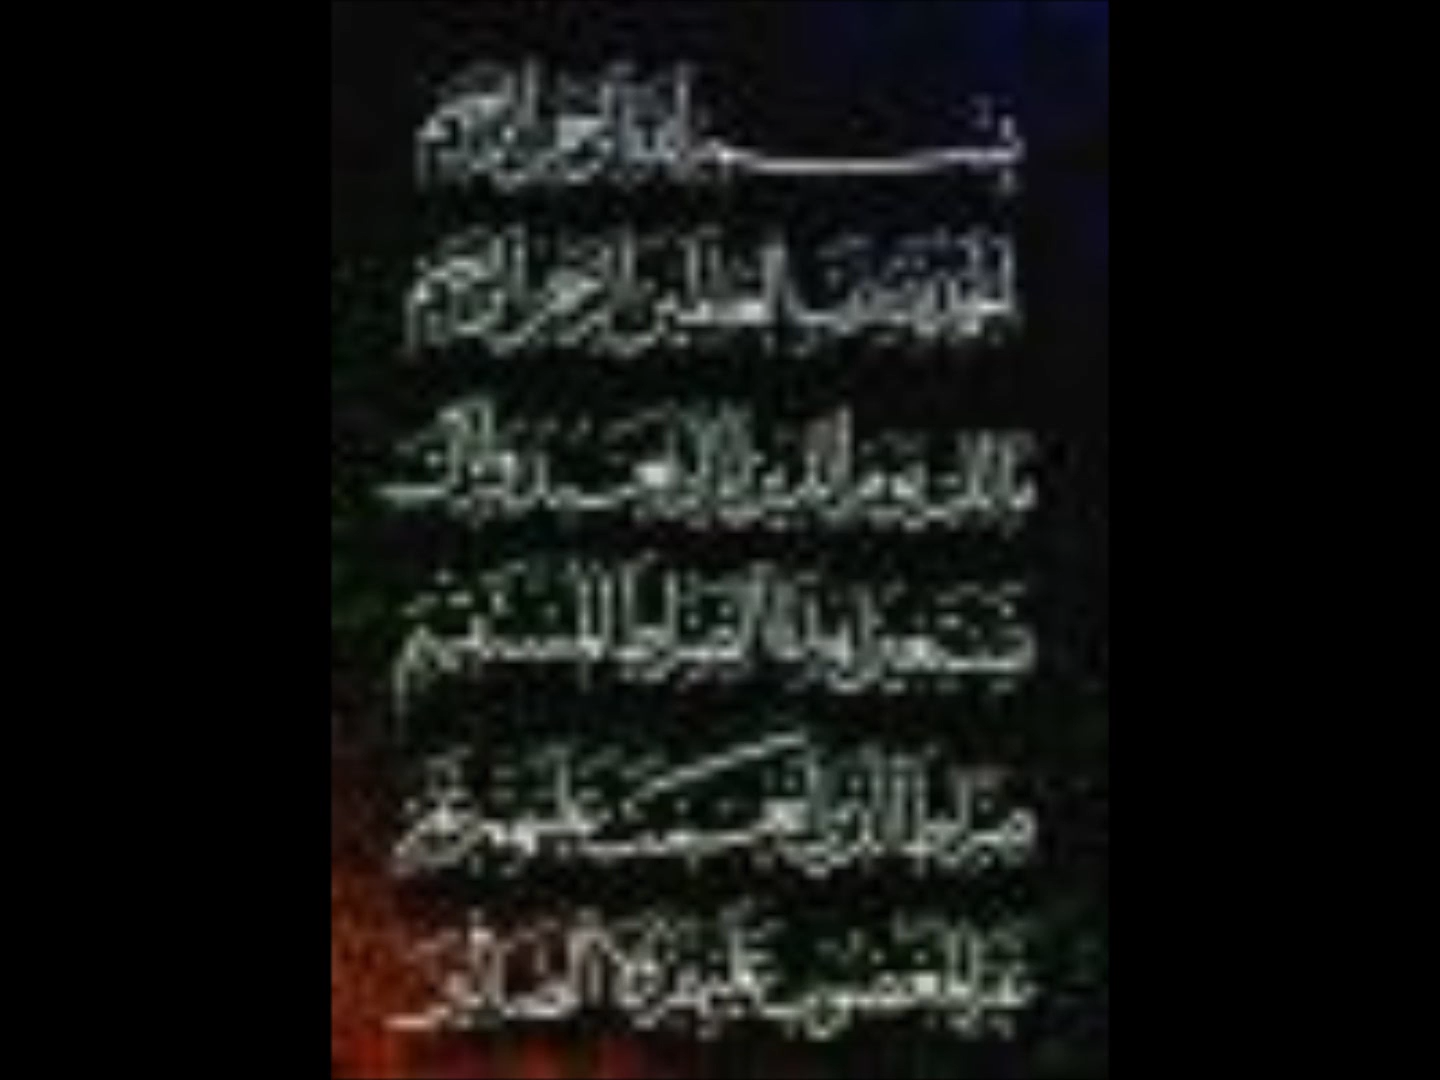 بسم الله الرحمن الرحيم
الحمد لله رب العالمين الرحمن الرحيم
مالك يوم الدين إياك نعبد وإياك
نستعين اهدنا الصراط المستقيم
صراط الذين أنعمت عليهم
غير المغضوب عليهم ولا الضالين